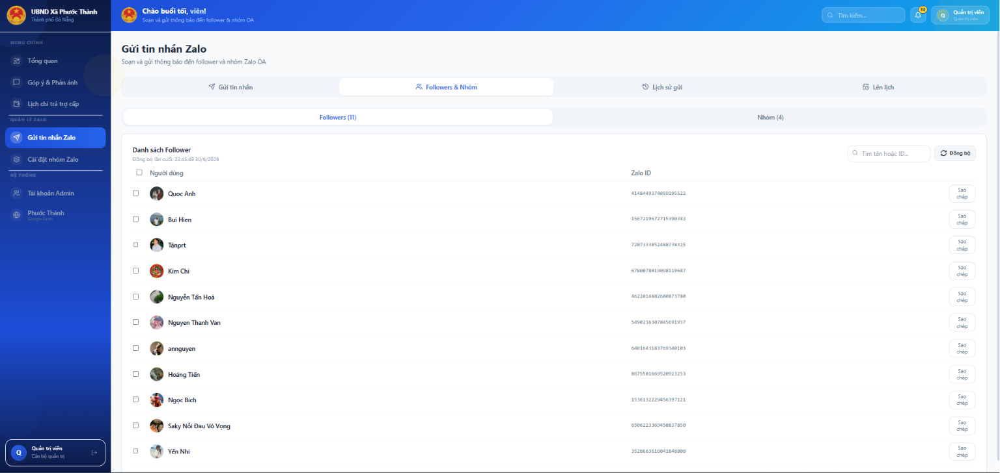 UBND Xã Phước Thành
Thành phố Đà Nẵng
Chào buổi tối, viên!
Soạn và gửi thông báo đến follower & nhóm OA
Tìm kiếm...
10
Q
Quản trị viên
Quản trị viên
MENU CHÍNH
Tổng quan
Góp ý & Phản ánh
Lịch chi trả trợ cấp
QUẢN LÝ ZALO
Gửi tin nhắn Zalo
Cài đặt nhóm Zalo
HỆ THỐNG
Tài khoản Admin
Phước Thành
Google Earth
Q
Quản trị viên
Cán bộ quản trị
Gửi tin nhắn Zalo
Soạn và gửi thông báo đến follower và nhóm Zalo OA
Gửi tin nhắn
Followers & Nhóm
Lịch sử gửi
Lên lịch
Followers (11)
Nhóm (4)
Danh sách Follower
Đồng bộ lần cuối: 23:45:49 30/6/2026
Tìm tên hoặc ID...
Đồng bộ
Người dùng
Zalo ID
Quoc Anh
4148449374059195522
Sao chép
Bui Hien
1567219672715390383
Sao chép
Tânprt
7207333852488738325
Sao chép
Kim Chi
6780078019098119687
Sao chép
Nguyễn Tấn Hoà
4622014882680873780
Sao chép
Nguyen Thanh Van
5490236307845691937
Sao chép
annguyen
6401643183769340103
Sao chép
Hoàng Tiến
8675501669520923253
Sao chép
Ngọc Bích
1536132229456397121
Sao chép
Saky Nỗi Đau Vô Vọng
6506223369450837850
Sao chép
Yến Nhi
3528663616041848808
Sao chép